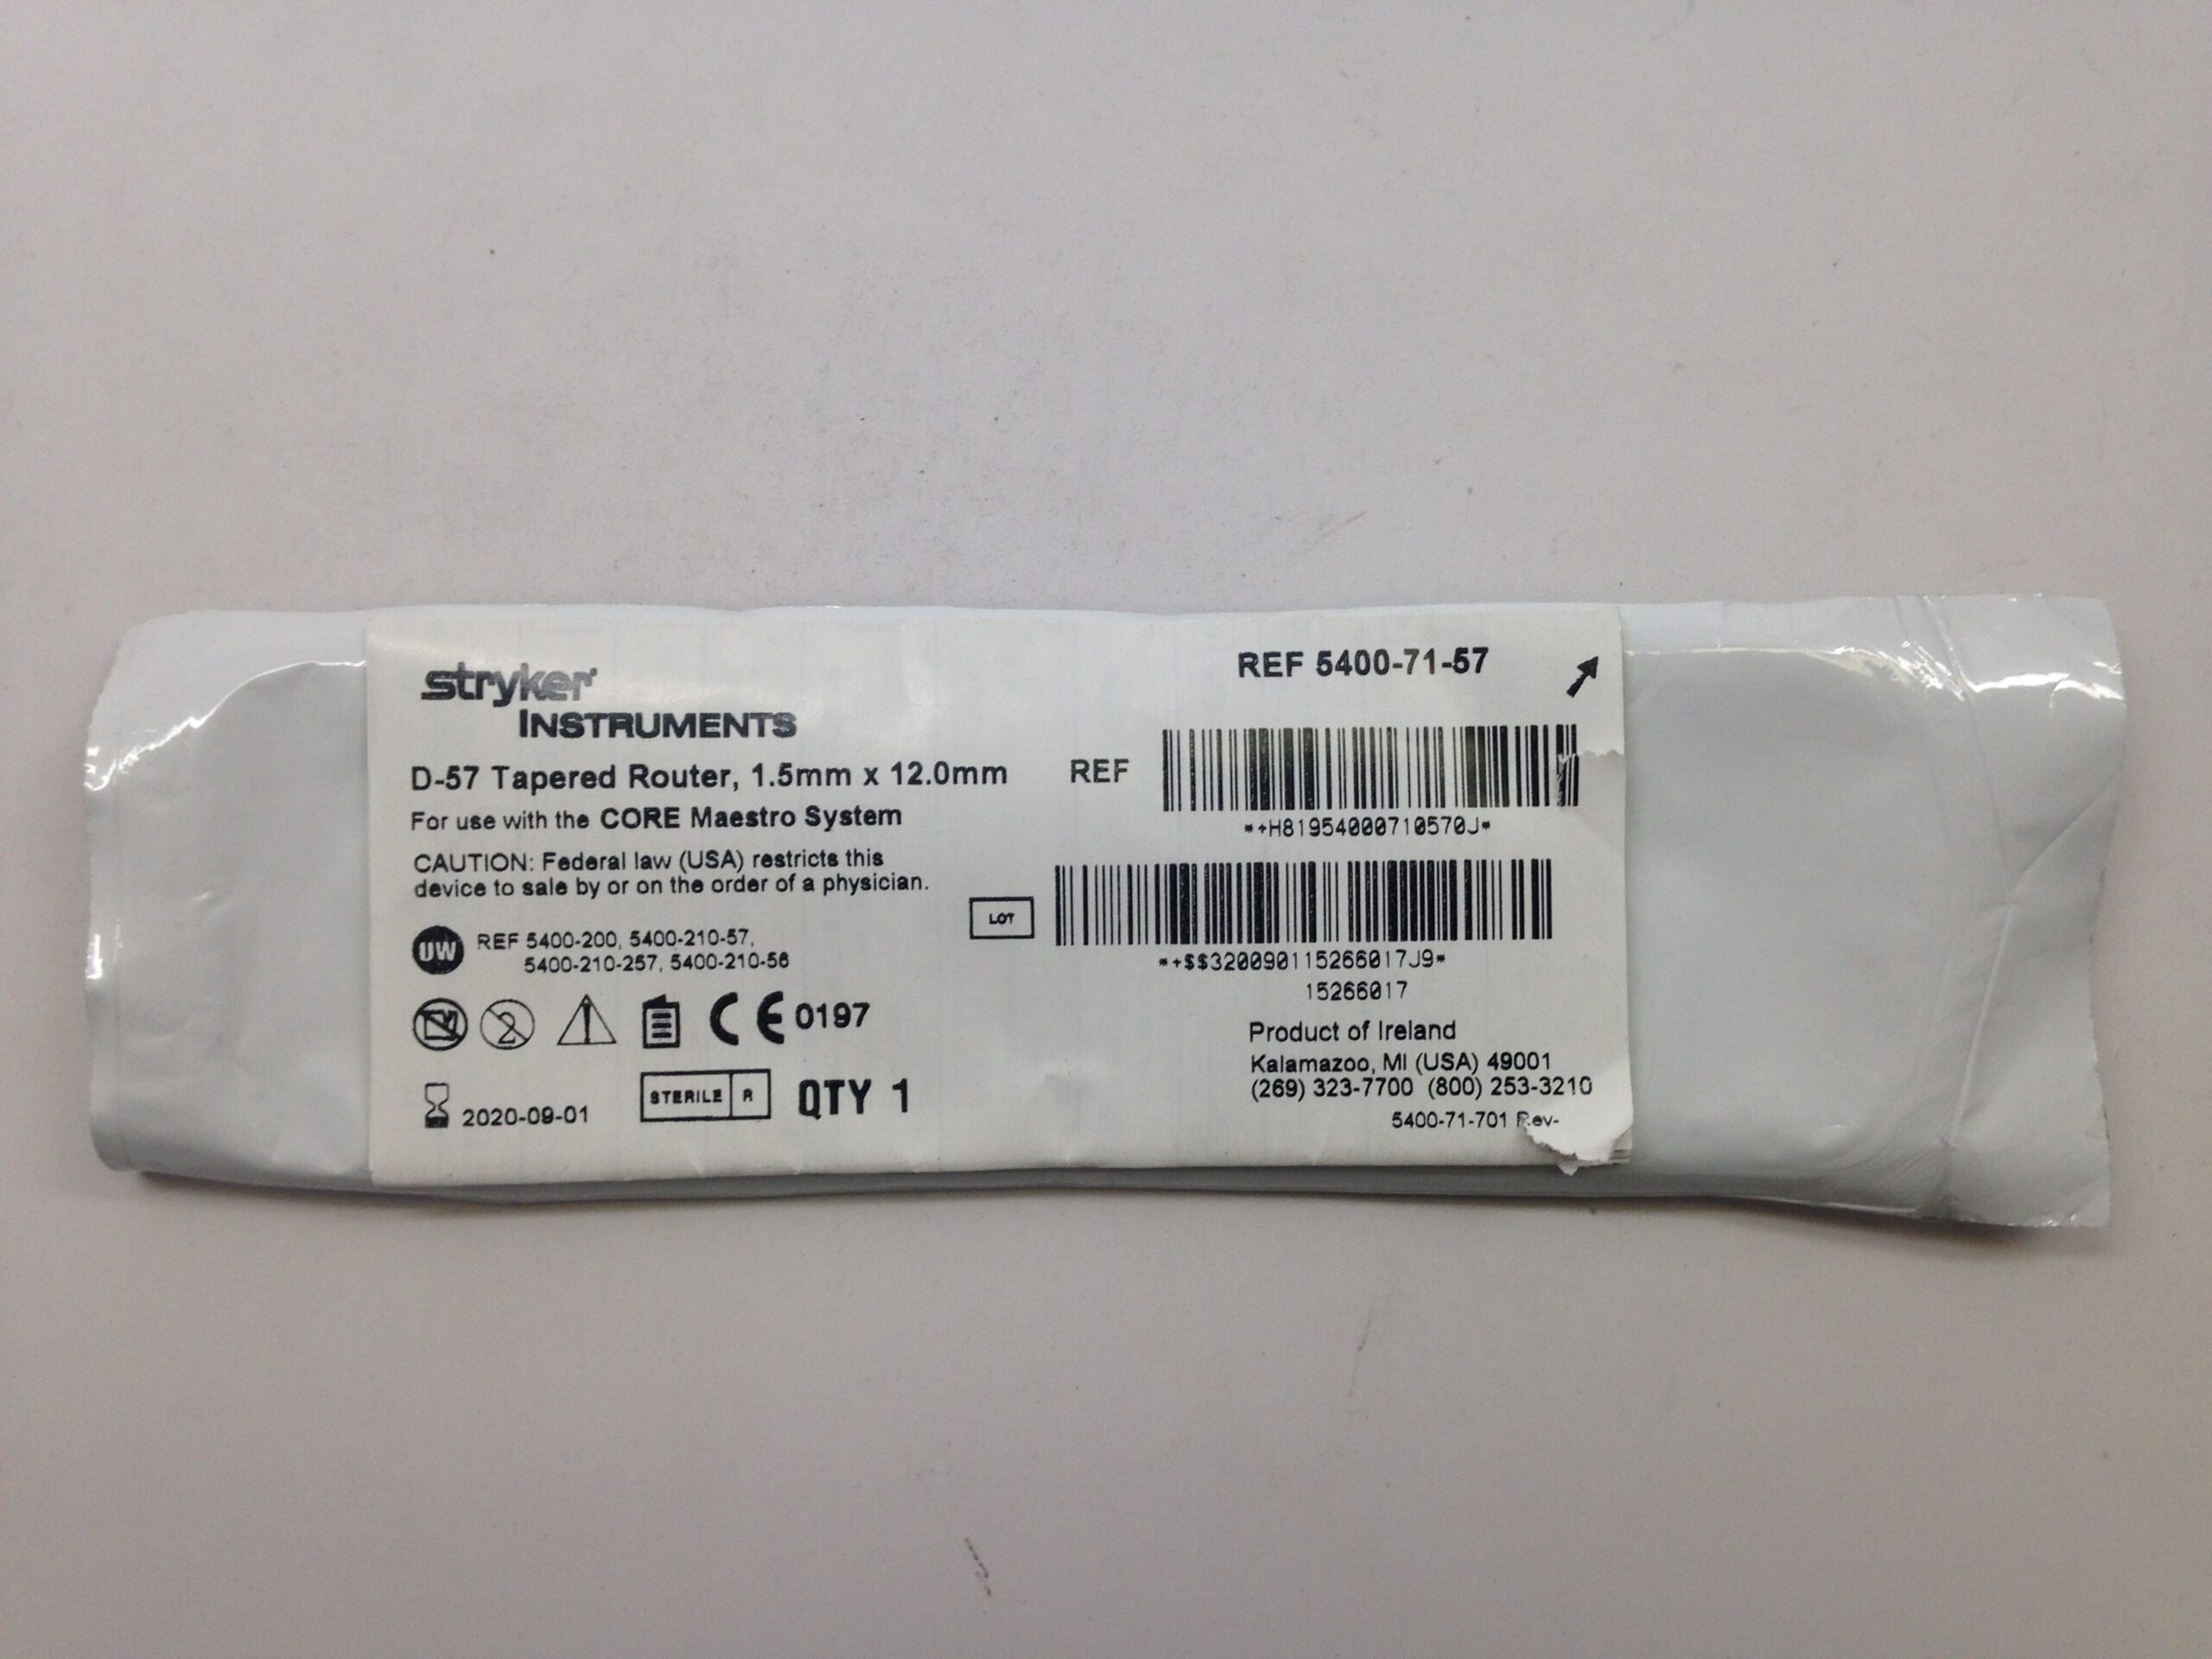 stryker
INSTRUMENTS
D-57 Tapered Router, 1.5mm x 12.0mm
For use with the CORE Maestro System
CAUTION: Federal law (USA) restricts this
device to sale by or on the order of a physician.
UW REF 5400-200, 5400-210-57,
5400-210-257, 5400-210-56
2
CE 0197
2020-09-01
STERILE R
QTY 1
REF 5400-71-57
REF
*+H81954000710570J*
LOT
*+$$320090115266017J9*
15266017
Product of Ireland
Kalamazoo, MI (USA) 49001
(269) 323-7700 (800) 253-3210
5400-71-701 Rev-